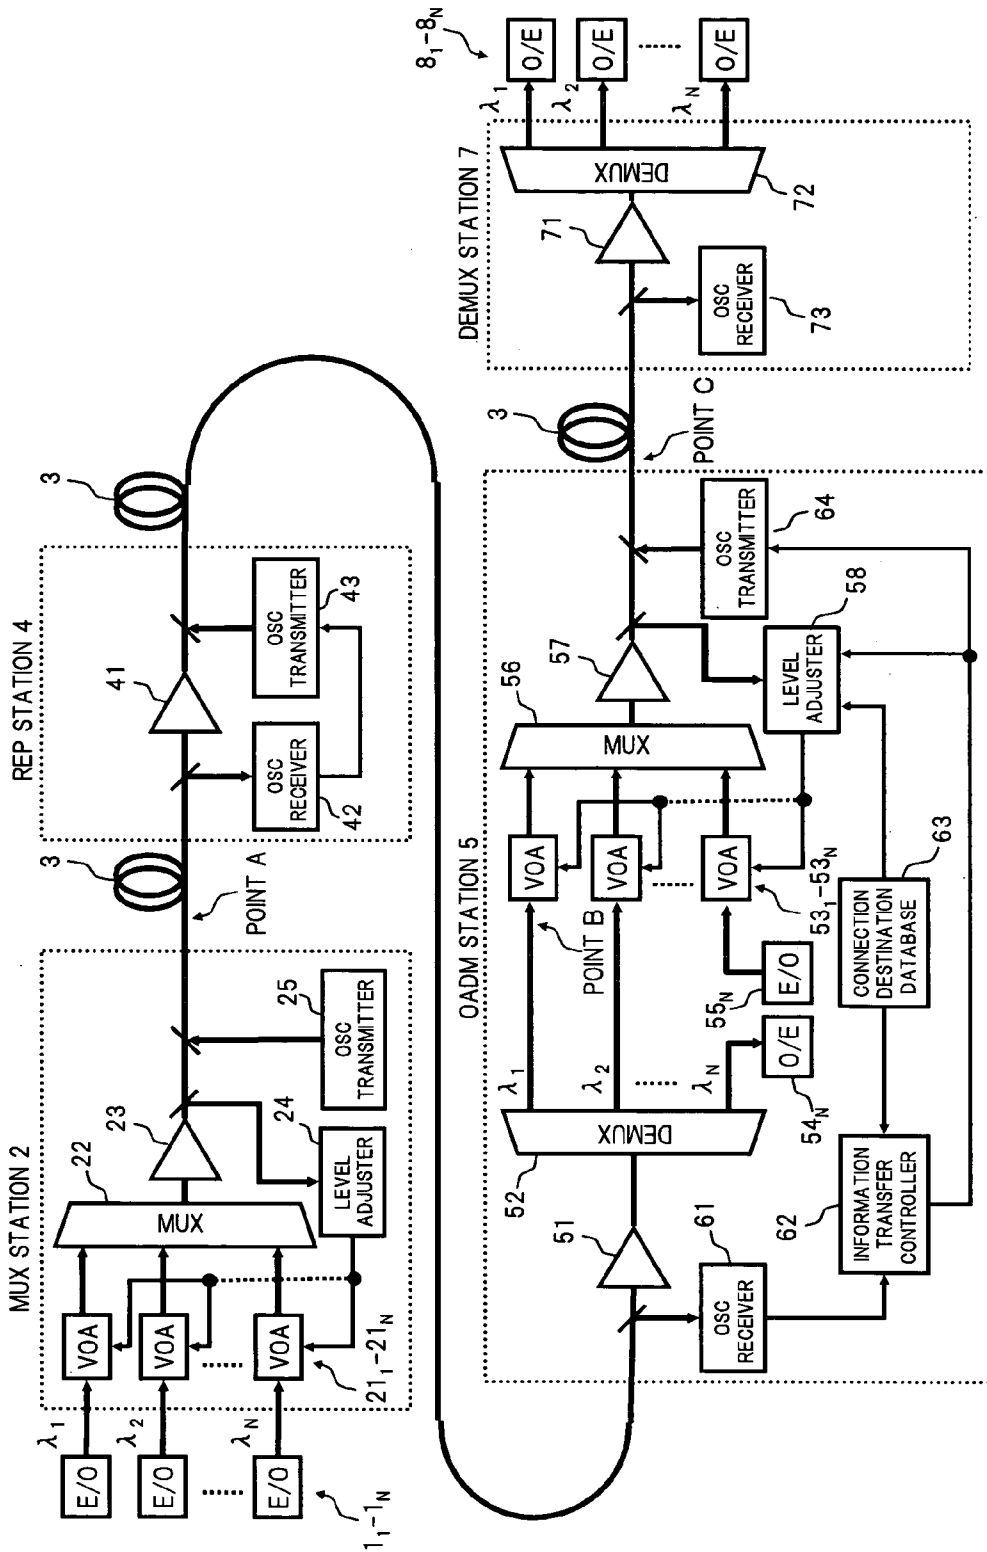 MUX STATION 2
REP STATION 4
λ1
λ2
λN
E/O
E/O
E/O
1₁-1N
VOA
VOA
VOA
21₁-21N
MUX
22
23
LEVEL
ADJUSTER
24
OSC
TRANSMITTER
25
POINT A
3
OSC
RECEIVER
42
41
OSC
TRANSMITTER
43
3
OADM STATION 5
51
OSC
RECEIVER
61
DEMUX
52
λ1
λ2
λN
O/E
54N
E/O
55N
POINT B
VOA
VOA
VOA
53₁-53N
MUX
56
57
LEVEL
ADJUSTER
58
OSC
TRANSMITTER
64
INFORMATION
TRANSFER
CONTROLLER
62
CONNECTION
DESTINATION
DATABASE
63
POINT C
3
DEMUX STATION 7
OSC
RECEIVER
73
71
DEMUX
72
λ1
λ2
λN
O/E
O/E
O/E
8₁-8N